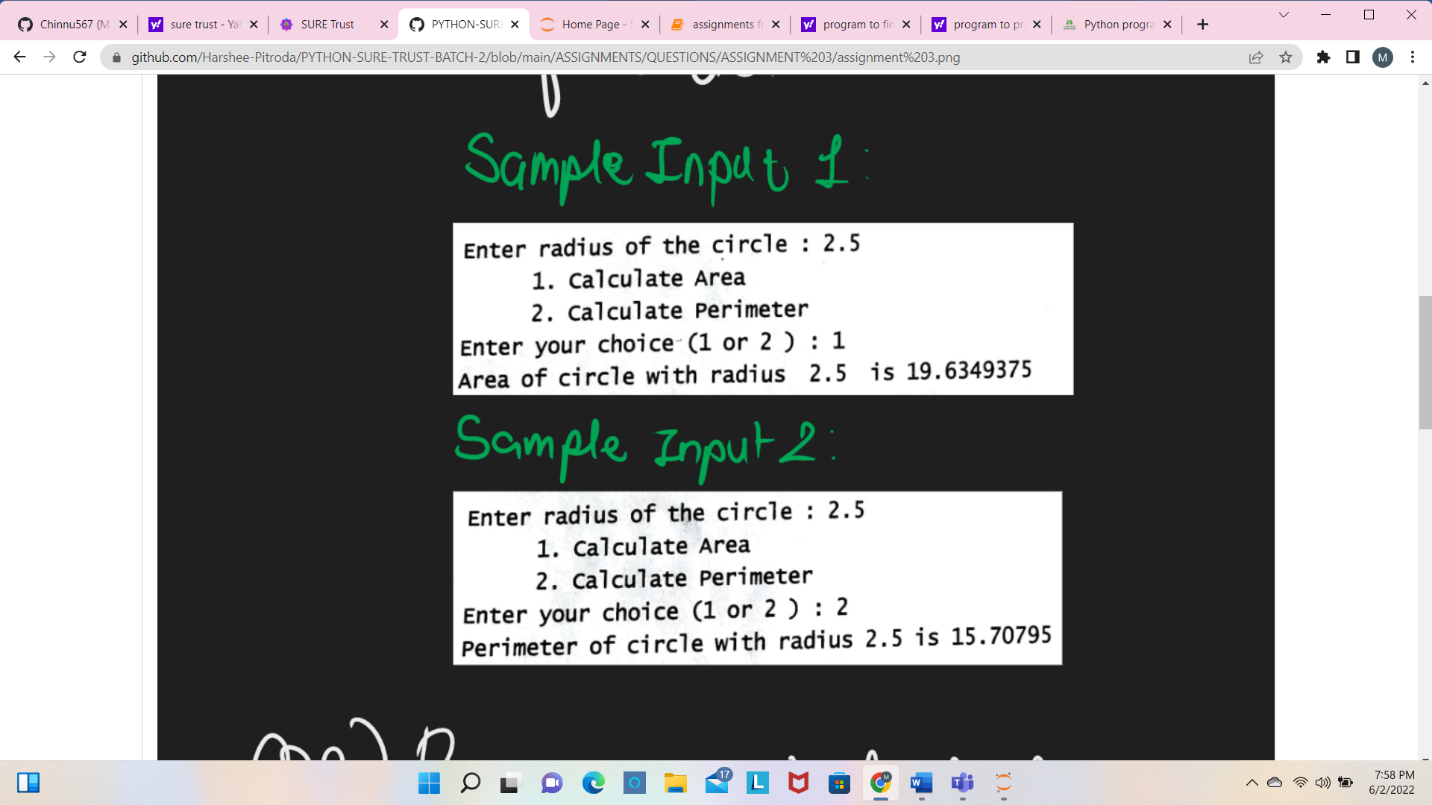 Chinnu567 (M
sure trust - Ya
SURE Trust
PYTHON-SUR
Home Page -
assignments f
program to fin
program to pr
Python progra
github.com/Harshee-Pitroda/PYTHON-SURE-TRUST-BATCH-2/blob/main/ASSIGNMENTS/QUESTIONS/ASSIGNMENT%203/assignment%203.png
M
Sample Input 1:
Enter radius of the circle : 2.5
1. Calculate Area
2. Calculate Perimeter
Enter your choice (1 or 2 ) : 1
Area of circle with radius 2.5 is 19.6349375
Sample Input 2:
Enter radius of the circle : 2.5
1. Calculate Area
2. Calculate Perimeter
Enter your choice (1 or 2 ) : 2
Perimeter of circle with radius 2.5 is 15.70795
17
7:58 PM
6/2/2022